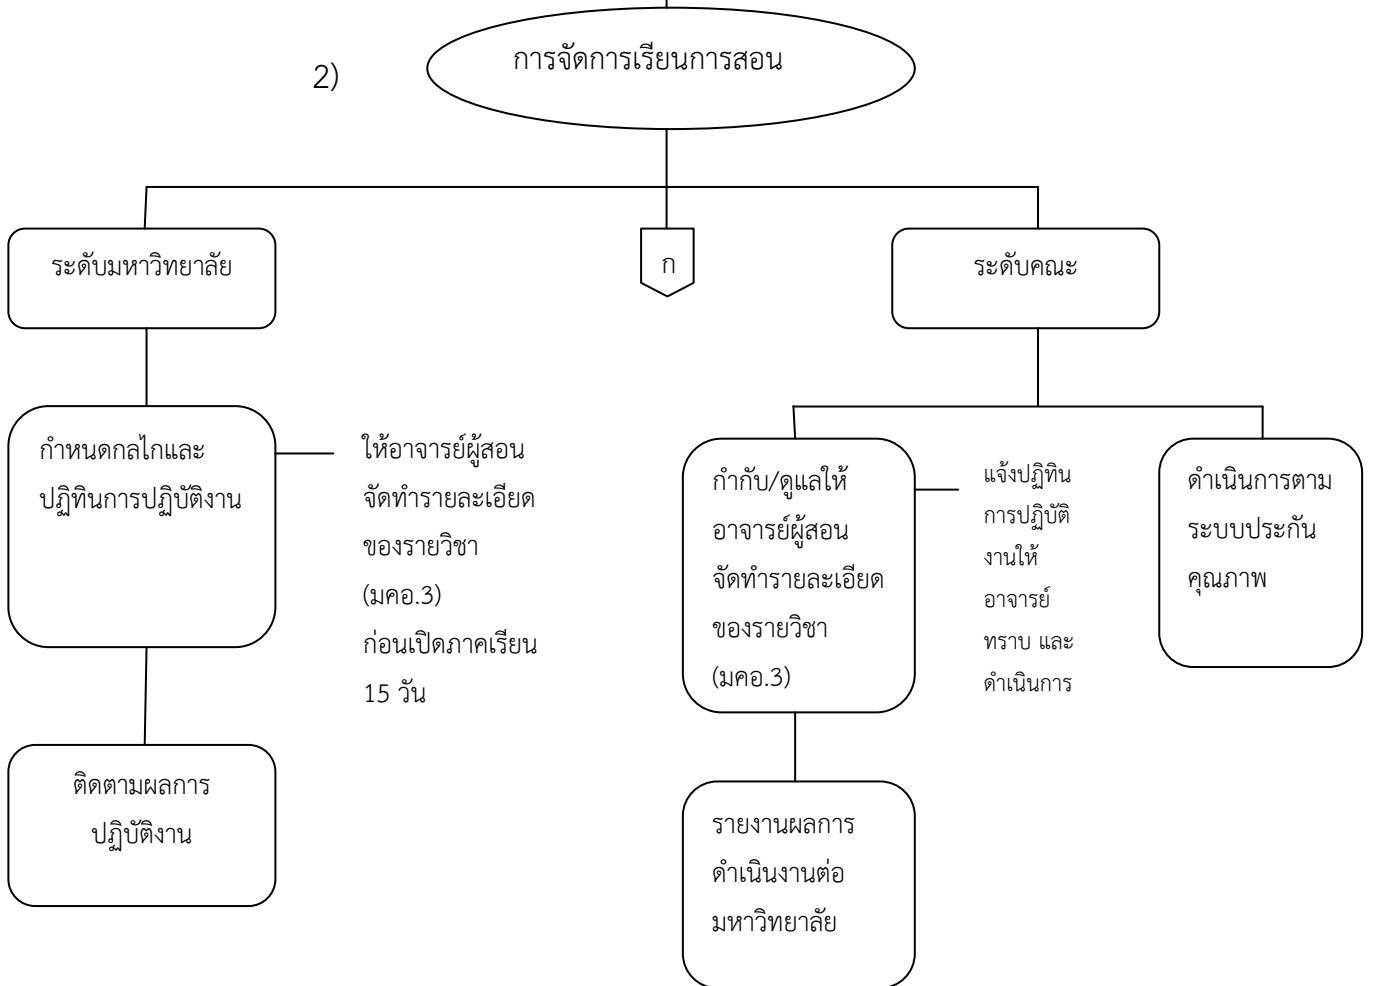 การจัดการเรียนการสอน
2)
ระดับมหาวิทยาลัย
ก
ระดับคณะ
กำหนดกลไกและ
ปฏิทินการปฏิบัติงาน
ให้อาจารย์ผู้สอน
จัดทำรายละเอียด
ของรายวิชา
(มคอ.3)
ก่อนเปิดภาคเรียน
15 วัน
กำกับ/ดูแลให้
อาจารย์ผู้สอน
จัดทำรายละเอียด
ของรายวิชา
(มคอ.3)
แจ้งปฏิทิน
การปฏิบัติ
งานให้
อาจารย์
ทราบ และ
ดำเนินการ
ดำเนินการตาม
ระบบประกัน
คุณภาพ
ติดตามผลการ
ปฏิบัติงาน
รายงานผลการ
ดำเนินงานต่อ
มหาวิทยาลัย